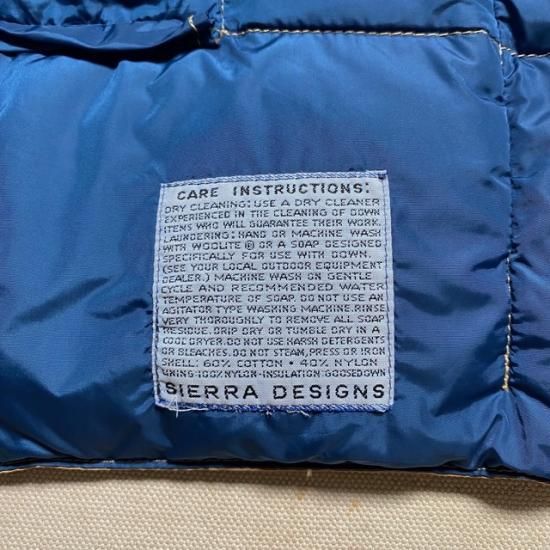 CARE INSTRUCTIONS:
DRY CLEANING: USE A DRY CLEANER
EXPERIENCED IN THE CLEANING OF DOWN
ITEMS WHO WILL GUARANTEE THEIR WORK.
LAUNDERING: HAND OR MACHINE WASH
WITH WOOLITE ® OR A SOAP DESIGNED
SPECIFICALLY FOR USE WITH DOWN.
(SEE YOUR LOCAL OUTDOOR EQUIPMENT
DEALER.) MACHINE WASH ON GENTLE
CYCLE AND RECOMMENDED WATER
TEMPERATURE OF SOAP. DO NOT USE AN
AGITATOR TYPE WASHING MACHINE. RINSE
VERY THOROUGHLY TO REMOVE ALL SOAP
RESIDUE. DRIP DRY OR TUMBLE DRY IN A
COOL DRYER. DO NOT USE HARSH DETERGENTS
OR BLEACHES. DO NOT STEAM, PRESS OR IRON
SHELL: 60% COTTON • 40% NYLON
LINING 100% NYLON-INSULATION: GOOSEDOWN
SIERRA DESIGNS